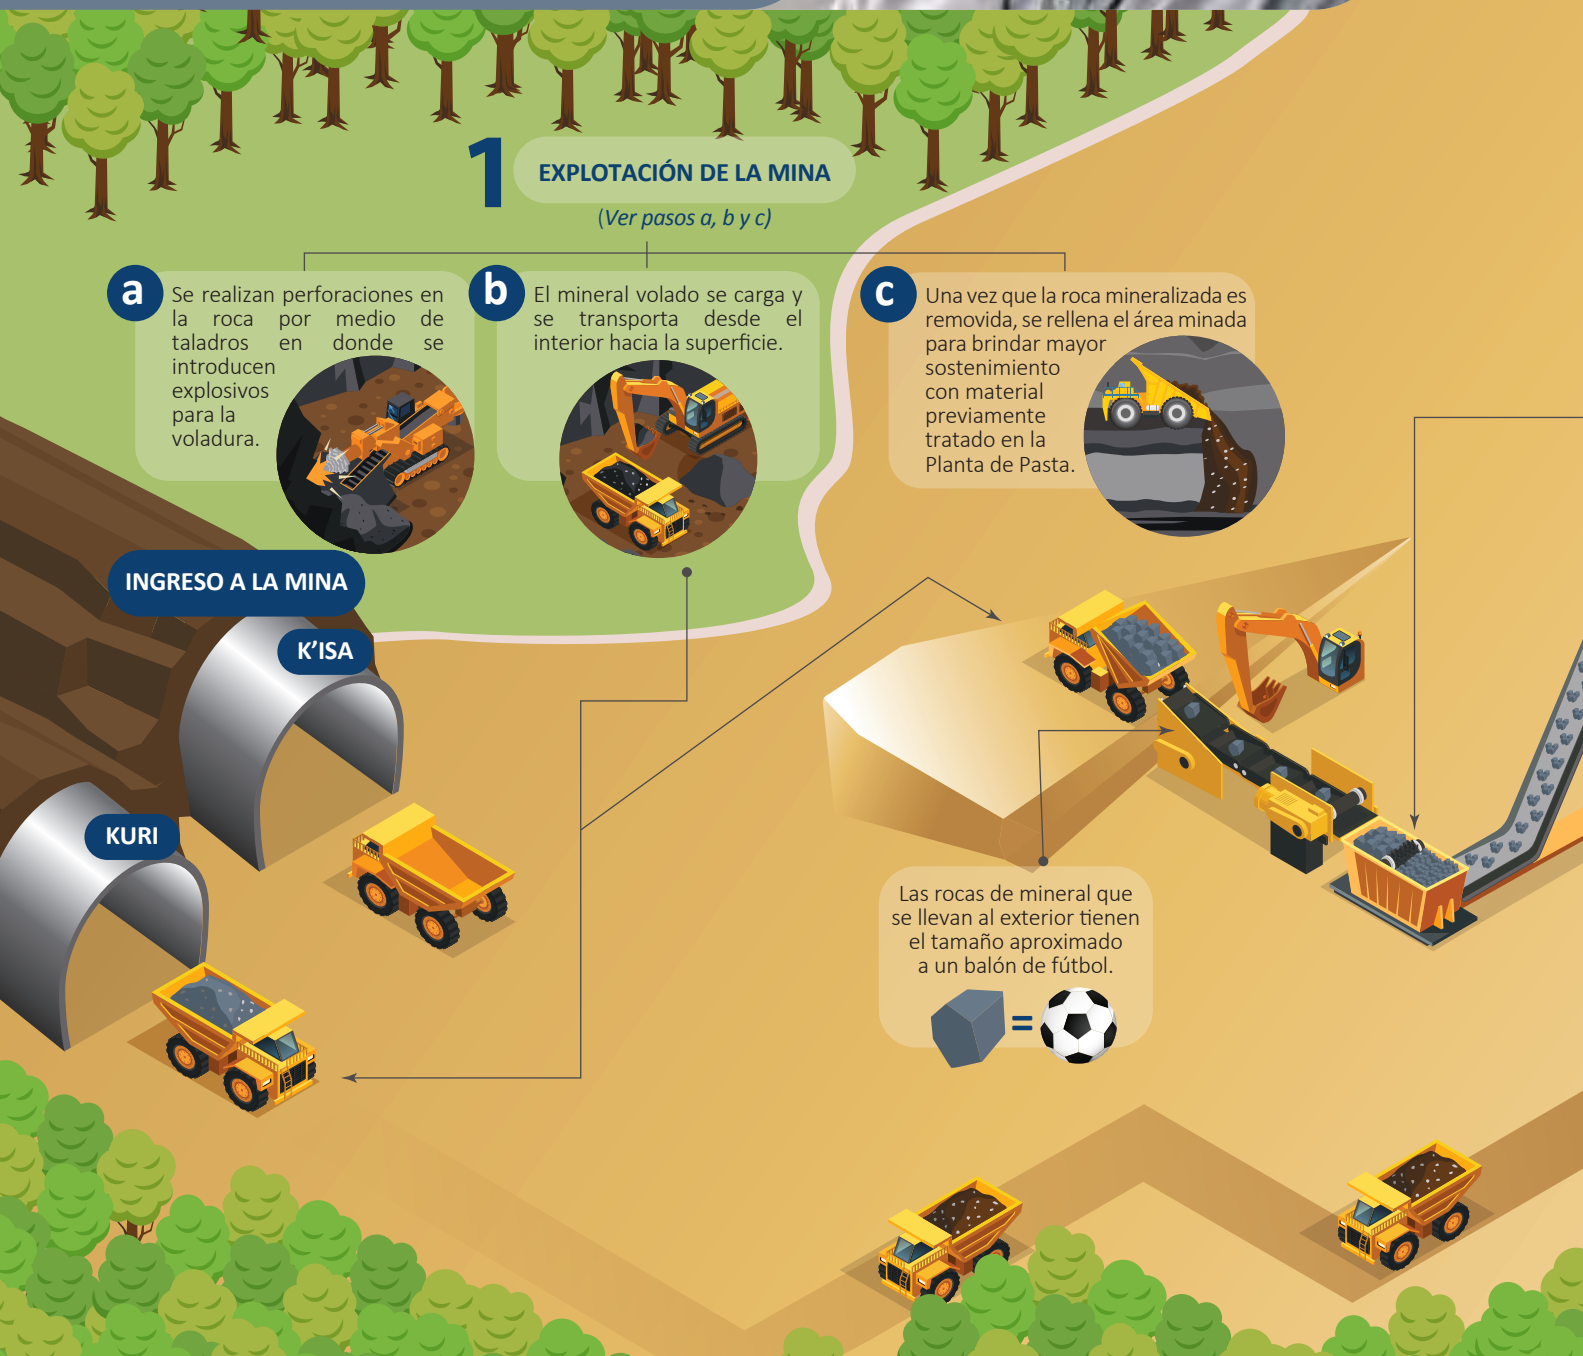 1
EXPLOTACIÓN DE LA MINA
(Ver pasos a, b y c)
a
Se realizan perforaciones en
la roca por medio de
taladros en donde se
introducen
explosivos
para la
voladura.
b
El mineral volado se carga y
se transporta desde el
interior hacia la superficie.
c
Una vez que la roca mineralizada es
removida, se rellena el área minada
para brindar mayor
sostenimiento
con material
previamente
tratado en la
Planta de Pasta.
INGRESO A LA MINA
K'ISA
KURI
Las rocas de mineral que
se llevan al exterior tienen
el tamaño aproximado
a un balón de fútbol.
=